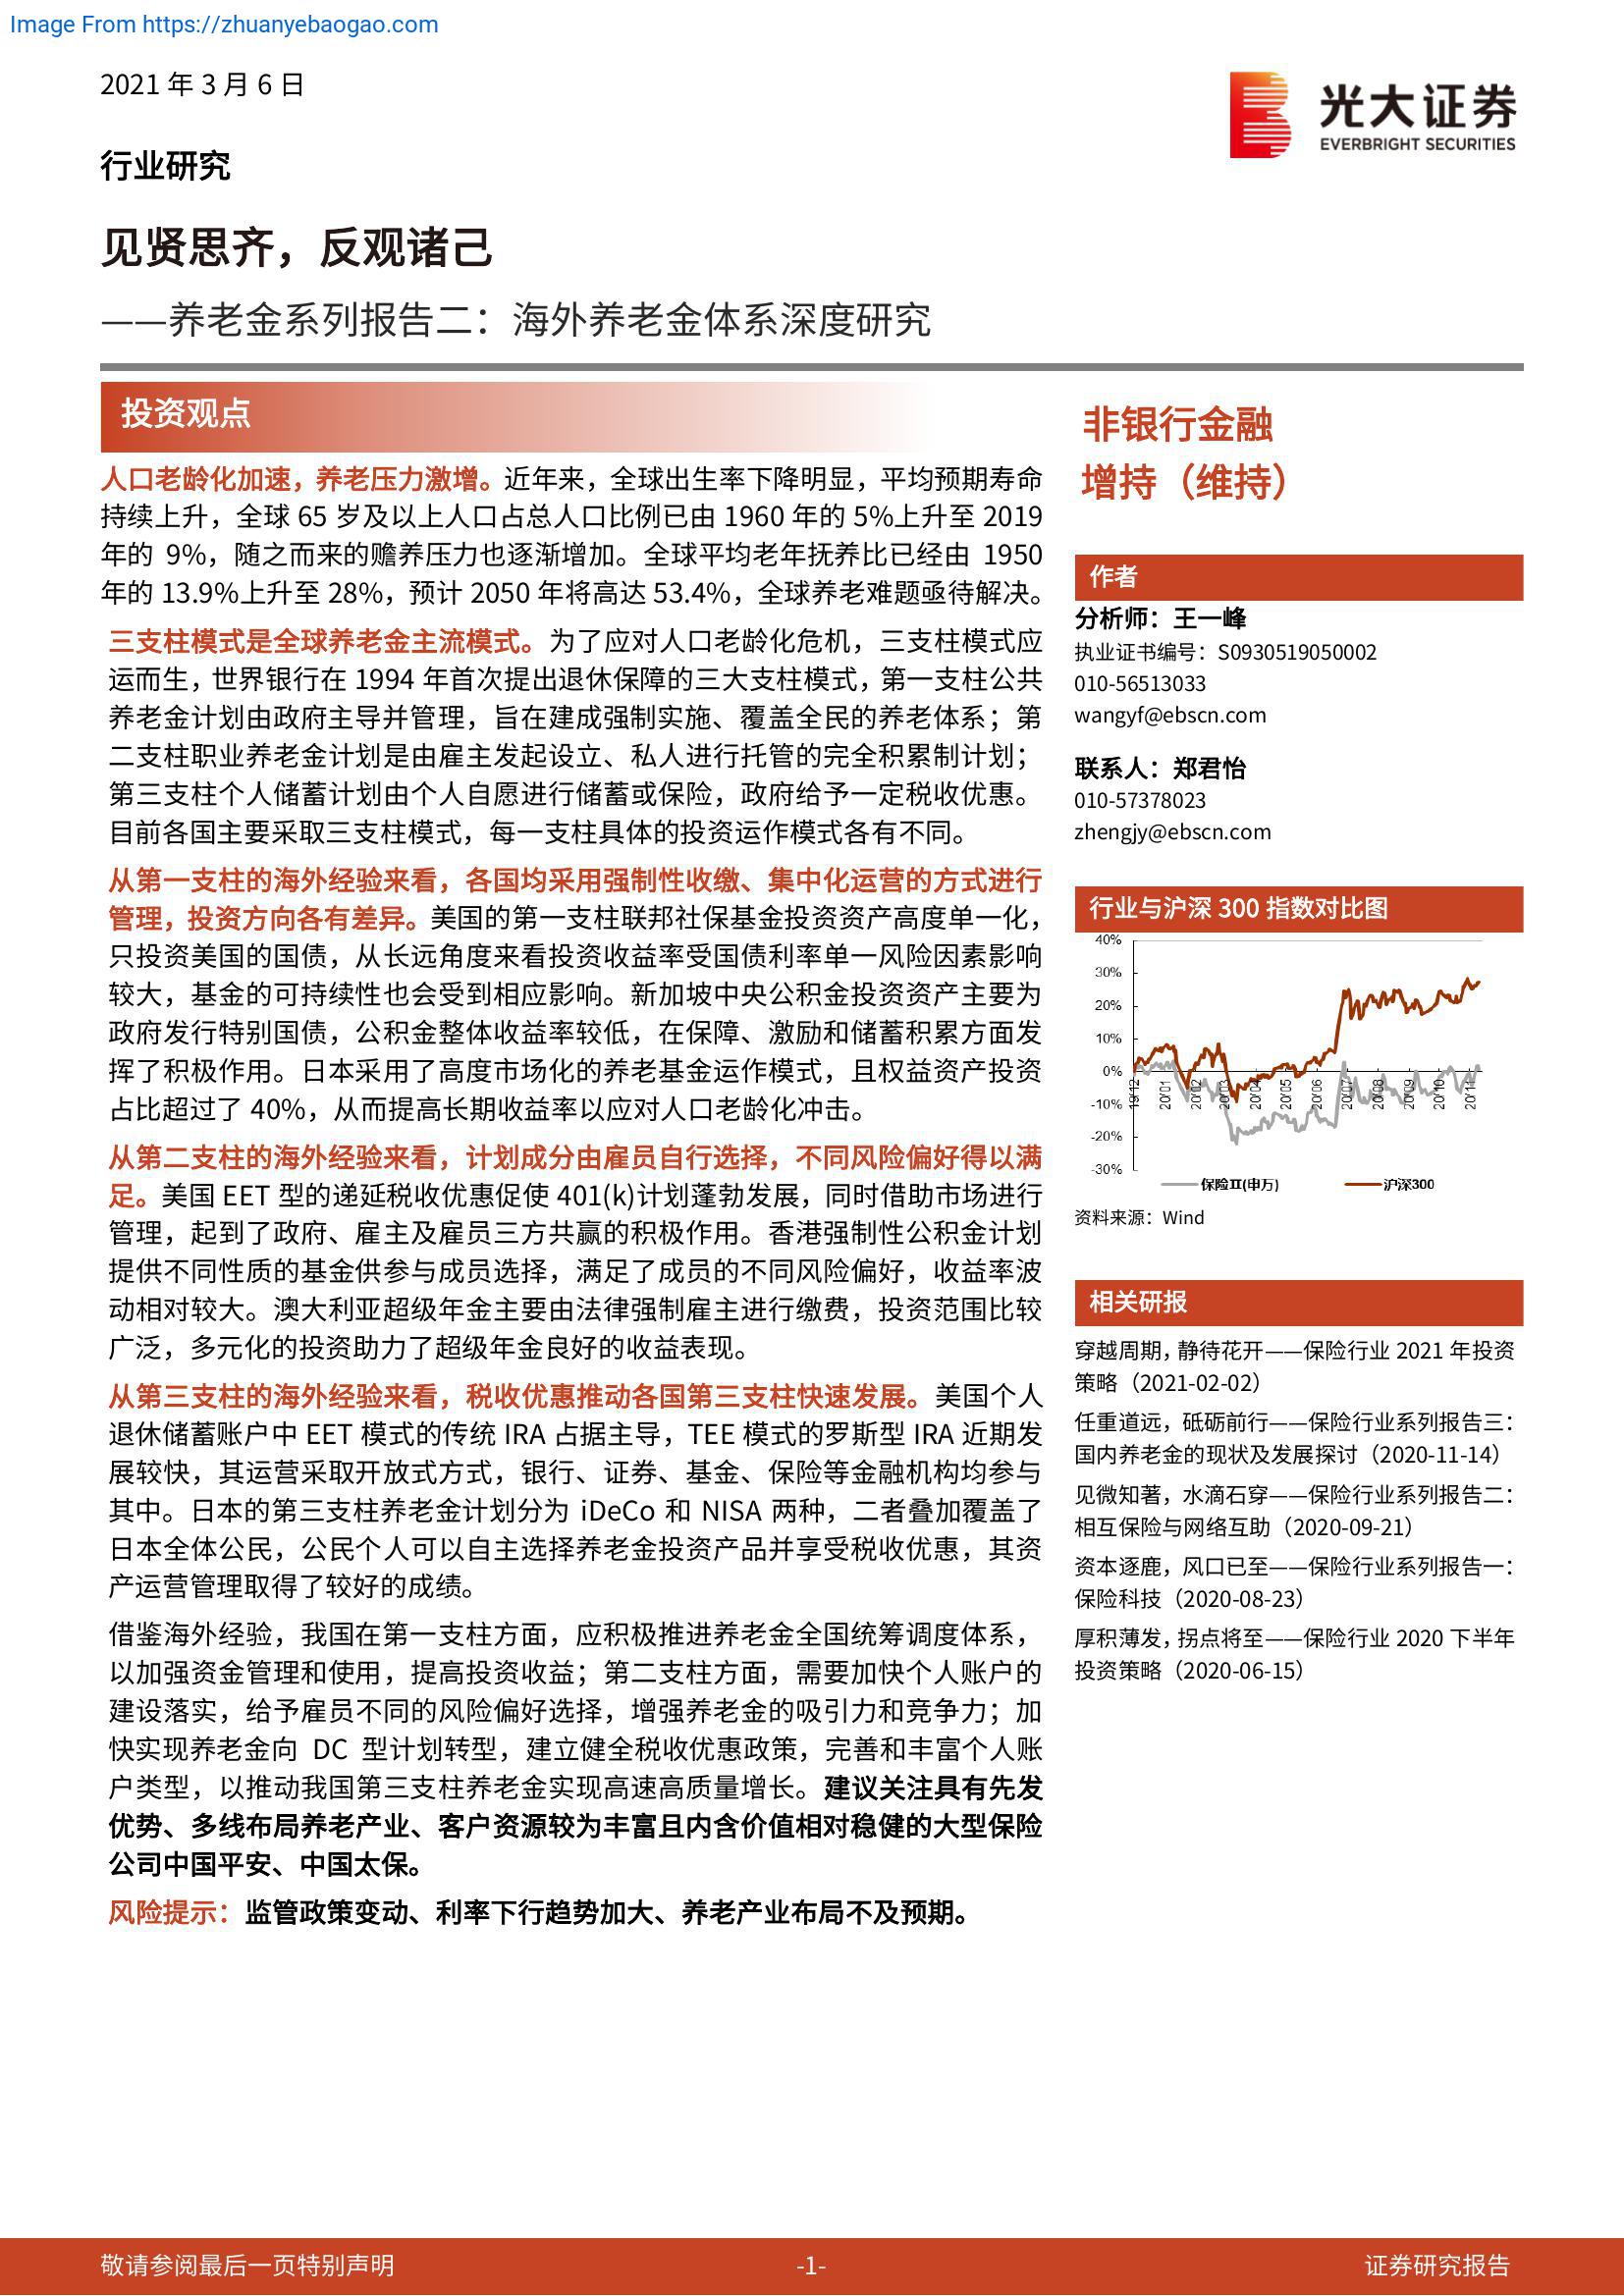 Image From https://zhuanyebaogao.com
2021 年 3 月 6 日
光大证券
EVERBRIGHT SECURITIES
行业研究
见贤思齐，反观诸己
——养老金系列报告二：海外养老金体系深度研究
投资观点
人口老龄化加速，养老压力激增。近年来，全球出生率下降明显，平均预期寿命
持续上升，全球 65 岁及以上人口占总人口比例已由 1960 年的 5%上升至 2019
年的 9%，随之而来的赡养压力也逐渐增加。全球平均老年抚养比已经由 1950
年的 13.9%上升至 28%，预计 2050 年将高达 53.4%，全球养老难题亟待解决。
三支柱模式是全球养老金主流模式。为了应对人口老龄化危机，三支柱模式应
运而生，世界银行在 1994 年首次提出退休保障的三大支柱模式，第一支柱公共
养老金计划由政府主导并管理，旨在建成强制实施、覆盖全民的养老体系；第
二支柱职业养老金计划是由雇主发起设立、私人进行托管的完全积累制计划；
第三支柱个人储蓄计划由个人自愿进行储蓄或保险，政府给予一定税收优惠。
目前各国主要采取三支柱模式，每一支柱具体的投资运作模式各有不同。
从第一支柱的海外经验来看，各国均采用强制性收缴、集中化运营的方式进行
管理，投资方向各有差异。美国的第一支柱联邦社保基金投资资产高度单一化，
只投资美国的国债，从长远角度来看投资收益率受国债利率单一风险因素影响
较大，基金的可持续性也会受到相应影响。新加坡中央公积金投资资产主要为
政府发行特别国债，公积金整体收益率较低，在保障、激励和储蓄积累方面发
挥了积极作用。日本采用了高度市场化的养老基金运作模式，且权益资产投资
占比超过了 40%，从而提高长期收益率以应对人口老龄化冲击。
从第二支柱的海外经验来看，计划成分由雇员自行选择，不同风险偏好得以满
足。美国 EET 型的递延税收优惠促使 401(k)计划蓬勃发展，同时借助市场进行
管理，起到了政府、雇主及雇员三方共赢的积极作用。香港强制性公积金计划
提供不同性质的基金供参与成员选择，满足了成员的不同风险偏好，收益率波
动相对较大。澳大利亚超级年金主要由法律强制雇主进行缴费，投资范围比较
广泛，多元化的投资助力了超级年金良好的收益表现。
从第三支柱的海外经验来看，税收优惠推动各国第三支柱快速发展。美国个人
退休储蓄账户中 EET 模式的传统 IRA 占据主导，TEE 模式的罗斯型 IRA 近期发
展较快，其运营采取开放式方式，银行、证券、基金、保险等金融机构均参与
其中。日本的第三支柱养老金计划分为 iDeCo 和 NISA 两种，二者叠加覆盖了
日本全体公民，公民个人可以自主选择养老金投资产品并享受税收优惠，其资
产运营管理取得了较好的成绩。
借鉴海外经验，我国在第一支柱方面，应积极推进养老金全国统筹调度体系，
以加强资金管理和使用，提高投资收益；第二支柱方面，需要加快个人账户的
建设落实，给予雇员不同的风险偏好选择，增强养老金的吸引力和竞争力；加
快实现养老金向 DC 型计划转型，建立健全税收优惠政策，完善和丰富个人账
户类型，以推动我国第三支柱养老金实现高速高质量增长。建议关注具有先发
优势、多线布局养老产业、客户资源较为丰富且内含价值相对稳健的大型保险
公司中国平安、中国太保。
风险提示：监管政策变动、利率下行趋势加大、养老产业布局不及预期。
非银行金融
增持（维持）
作者
分析师：王一峰
执业证书编号：S0930519050002
010-56513033
wangyf@ebscn.com
联系人：郑君怡
010-57378023
zhengjy@ebscn.com
行业与沪深 300 指数对比图
40%
30%
20%
10%
0%
-10%
-20%
-30%
19/12 20/01 20/02 20/03 20/04 20/05 20/06 20/07 20/08 20/09 20/10 20/11
保险Ⅱ(申万) 沪深300
资料来源：Wind
相关研报
穿越周期，静待花开——保险行业 2021 年投资
策略（2021-02-02）
任重道远，砥砺前行——保险行业系列报告三：
国内养老金的现状及发展探讨（2020-11-14）
见微知著，水滴石穿——保险行业系列报告二：
相互保险与网络互助（2020-09-21）
资本逐鹿，风口已至——保险行业系列报告一：
保险科技（2020-08-23）
厚积薄发，拐点将至——保险行业 2020 下半年
投资策略（2020-06-15）
敬请参阅最后一页特别声明 -1- 证券研究报告